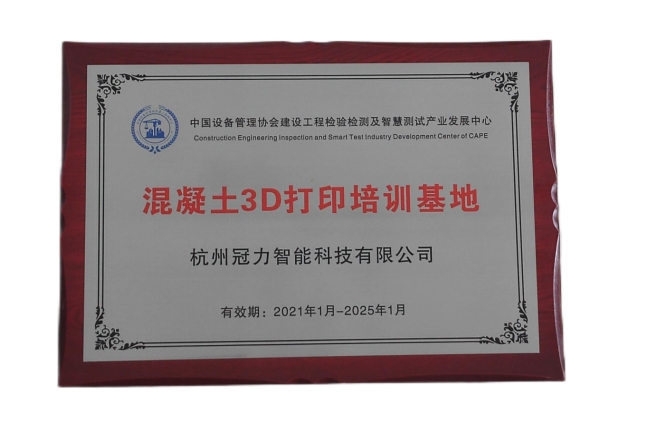 中国设备管理协会建设工程检验检测及智慧测试产业发展中心
Construction Engineering Inspection and Smart Test Industry Development Center of CAPE
混凝土3D打印培训基地
杭州冠力智能科技有限公司
有效期：2021年1月-2025年1月